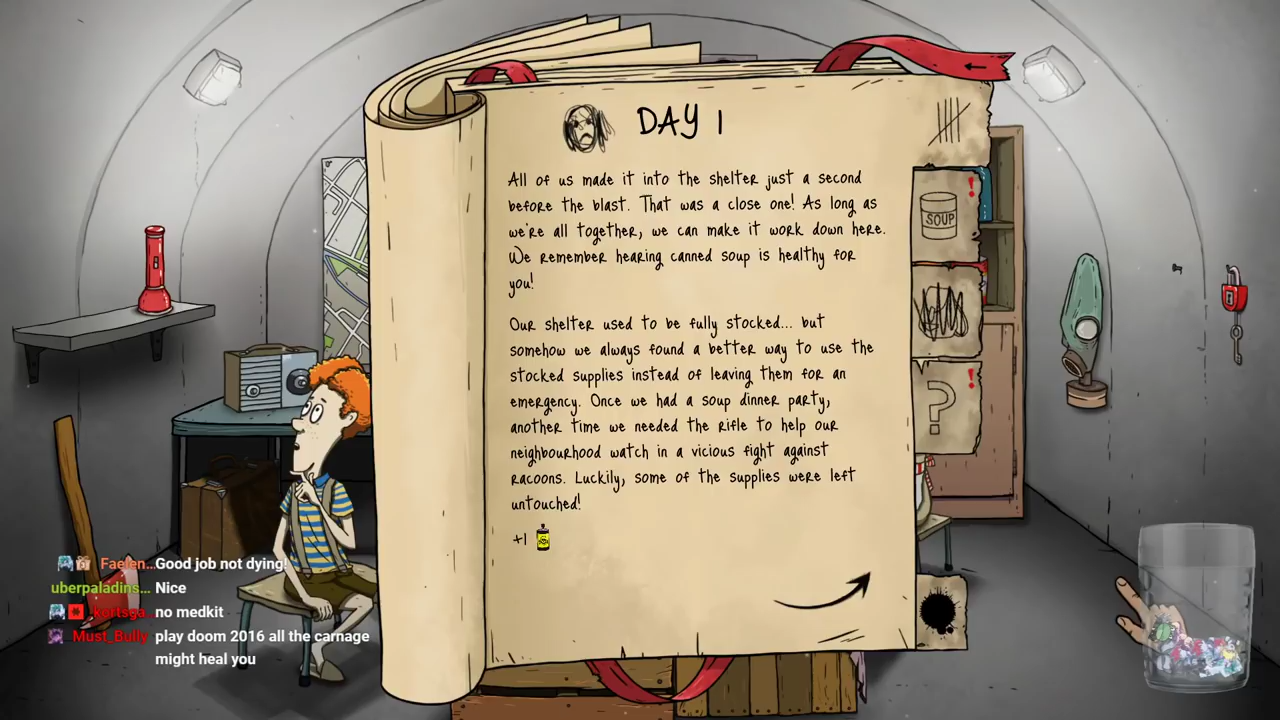 DAY 1
All of us made it into the shelter just a second
before the blast. That was a close one! As long as
we're all together, we can make it work down here.
We remember hearing canned soup is healthy for
you!
Our shelter used to be fully stocked... but
somehow we always found a better way to use the
stocked supplies instead of leaving them for an
emergency. Once we had a soup dinner party,
another time we needed the rifle to help our
neighbourhood watch in a vicious fight against
racoons. Luckily, some of the supplies were left
untouched!
+1
SOUP
!
?
!
Faelen... Good job not dying!
uberpaladins... Nice
kortsga... no medkit
Must_Bully play doom 2016 all the carnage
might heal you